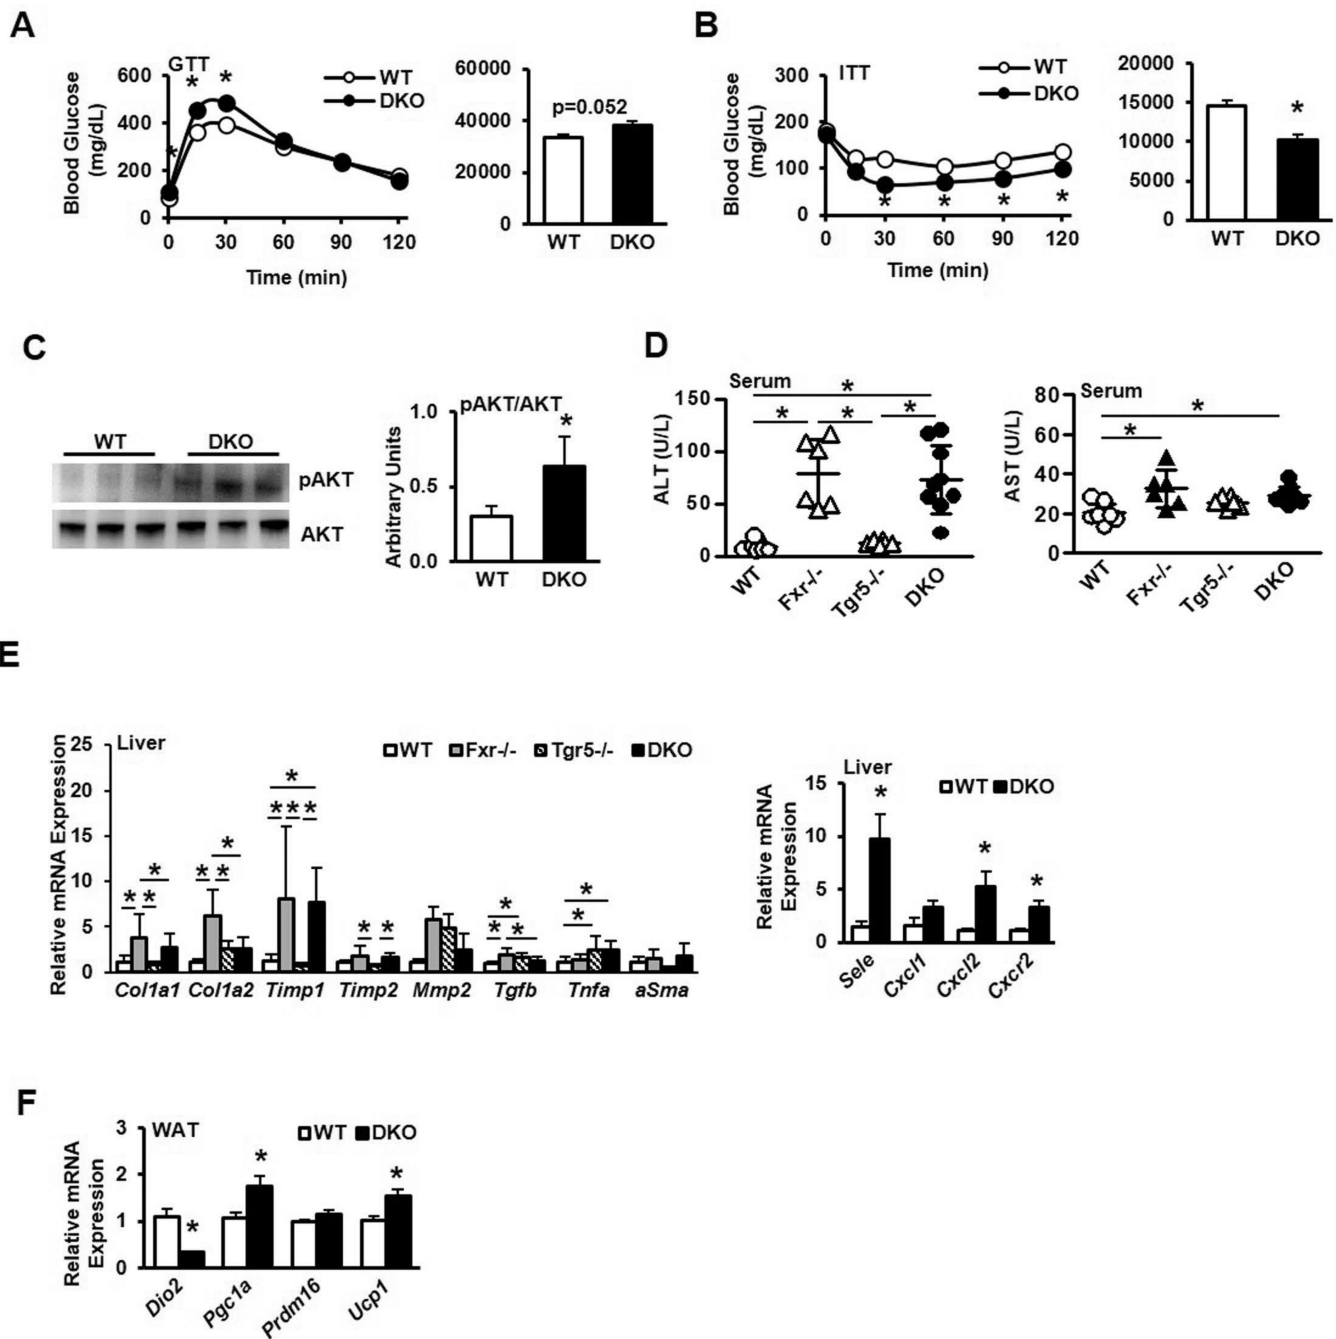 A
GTT
WT
DKO
Blood Glucose
(mg/dL)
600
400
200
0
* * *
0 30 60 90 120
Time (min)
60000
40000
20000
0
p=0.052
WT DKO
B
ITT
WT
DKO
Blood Glucose
(mg/dL)
300
200
100
0
* * * *
0 30 60 90 120
Time (min)
20000
15000
10000
5000
0
*
WT DKO
C
WT DKO
pAKT
AKT
pAKT/AKT
Arbitrary Units
1.0
0.5
0.0
*
WT DKO
D
Serum
ALT (U/L)
150
100
50
0
*
* * *
WT Fxr-/- Tgr5-/- DKO
Serum
AST (U/L)
80
60
40
20
0
*
*
WT Fxr-/- Tgr5-/- DKO
E
Liver
WT Fxr-/- Tgr5-/- DKO
Relative mRNA Expression
25
20
15
10
5
0
* * *
* * *
* * * *
* *
* * *
* *
Col1a1 Col1a2 Timp1 Timp2 Mmp2 Tgfb Tnfa aSma
Liver
WT DKO
Relative mRNA
Expression
15
10
5
0
* * *
Sele Cxcl1 Cxcl2 Cxcr2
F
WAT
WT DKO
Relative mRNA
Expression
3
2
1
0
* * *
Dio2 Pgc1a Prdm16 Ucp1